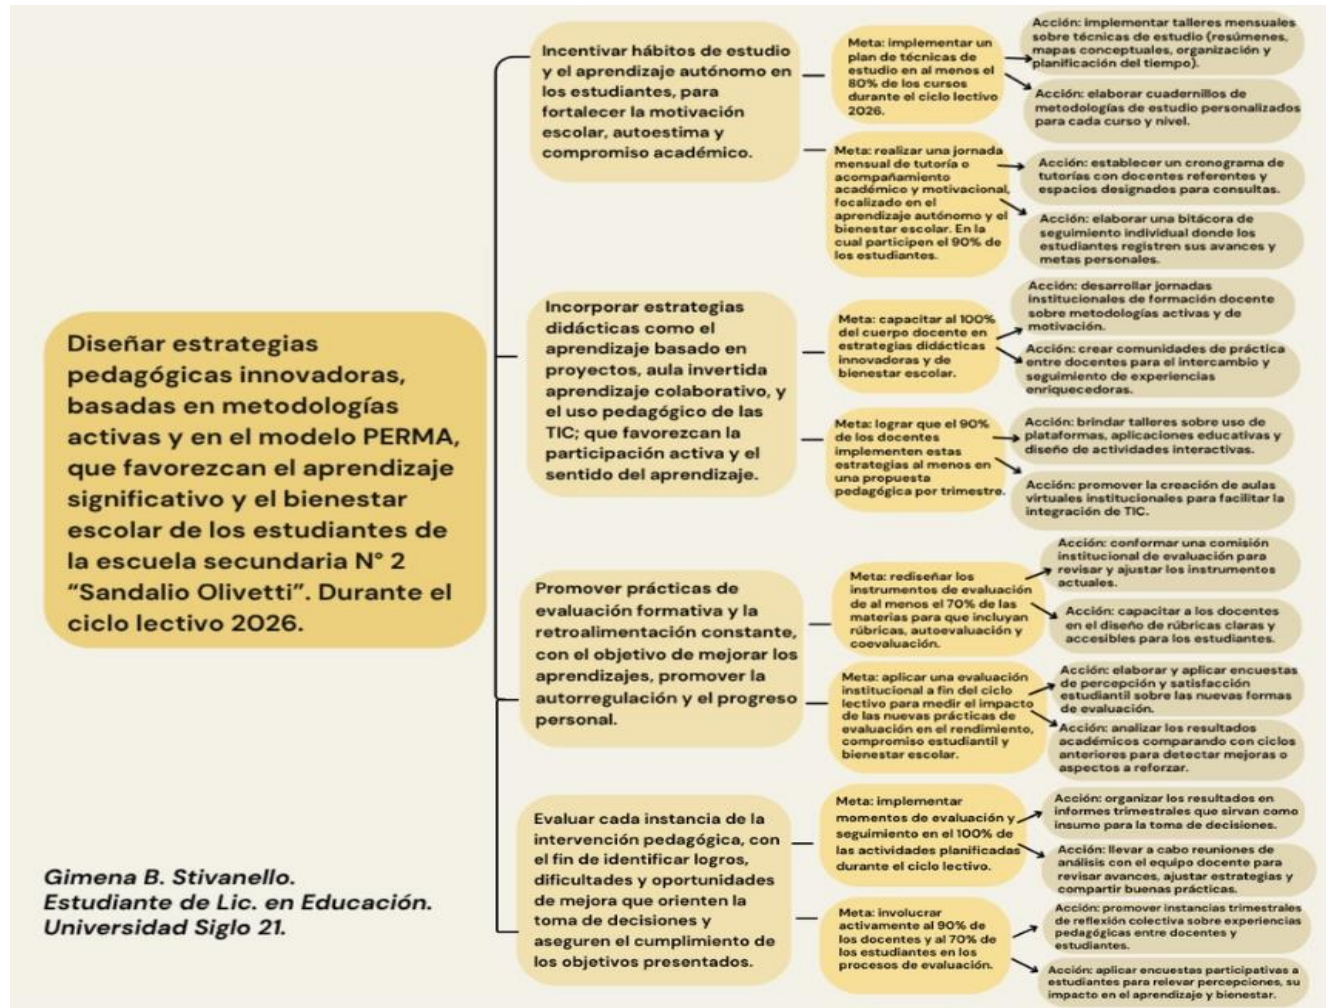 Diseñar estrategias
pedagógicas innovadoras,
basadas en metodologías
activas y en el modelo PERMA,
que favorezcan el aprendizaje
significativo y el bienestar
escolar de los estudiantes de
la escuela secundaria N° 2
“Sandalio Olivetti”. Durante el
ciclo lectivo 2026.
Incentivar hábitos de estudio
y el aprendizaje autónomo en
los estudiantes, para
fortalecer la motivación
escolar, autoestima y
compromiso académico.
Meta: implementar un
plan de técnicas de
estudio en al menos el
80% de los cursos
durante el ciclo lectivo
2026.
Acción: implementar talleres mensuales
sobre técnicas de estudio (resúmenes,
mapas conceptuales, organización y
planificación del tiempo).
Acción: elaborar cuadernillos de
metodologías de estudio personalizados
para cada curso y nivel.
Meta: realizar una jornada
mensual de tutoría o
acompañamiento
académico y motivacional,
focalizado en el
aprendizaje autónomo y el
bienestar escolar. En la
cual participen el 90% de
los estudiantes.
Acción: establecer un cronograma de
tutorías con docentes referentes y
espacios designados para consultas.
Acción: elaborar una bitácora de
seguimiento individual donde los
estudiantes registren sus avances y
metas personales.
Incorporar estrategias
didácticas como el
aprendizaje basado en
proyectos, aula invertida
aprendizaje colaborativo, y
el uso pedagógico de las
TIC; que favorezcan la
participación activa y el
sentido del aprendizaje.
Meta: capacitar al 100%
del cuerpo docente en
estrategias didácticas
innovadoras y de
bienestar escolar.
Acción: desarrollar jornadas
institucionales de formación docente
sobre metodologías activas y de
motivación.
Acción: crear comunidades de práctica
entre docentes para el intercambio y
seguimiento de experiencias
enriquecedoras.
Meta: lograr que el 90%
de los docentes
implementen estas
estrategias al menos en
una propuesta
pedagógica por trimestre.
Acción: brindar talleres sobre uso de
plataformas, aplicaciones educativas y
diseño de actividades interactivas.
Acción: promover la creación de aulas
virtuales institucionales para facilitar la
integración de TIC.
Promover prácticas de
evaluación formativa y la
retroalimentación constante,
con el objetivo de mejorar los
aprendizajes, promover la
autorregulación y el progreso
personal.
Meta: rediseñar los
instrumentos de evaluación
de al menos el 70% de las
materias para que incluyan
rúbricas, autoevaluación y
coevaluación.
Acción: conformar una comisión
institucional de evaluación para
revisar y ajustar los instrumentos
actuales.
Acción: capacitar a los docentes
en el diseño de rúbricas claras y
accesibles para los estudiantes.
Meta: aplicar una evaluación
institucional a fin del ciclo
lectivo para medir el impacto
de las nuevas prácticas de
evaluación en el rendimiento,
compromiso estudiantil y
bienestar escolar.
Acción: elaborar y aplicar encuestas
de percepción y satisfacción
estudiantil sobre las nuevas formas
de evaluación.
Acción: analizar los resultados
académicos comparando con ciclos
anteriores para detectar mejoras o
aspectos a reforzar.
Evaluar cada instancia de la
intervención pedagógica, con
el fin de identificar logros,
dificultades y oportunidades
de mejora que orienten la
toma de decisiones y
aseguren el cumplimiento de
los objetivos presentados.
Meta: implementar
momentos de evaluación y
seguimiento en el 100% de
las actividades planificadas
durante el ciclo lectivo.
Acción: organizar los resultados en
informes trimestrales que sirvan como
insumo para la toma de decisiones.
Acción: llevar a cabo reuniones de
análisis con el equipo docente para
revisar avances, ajustar estrategias y
compartir buenas prácticas.
Meta: involucrar
activamente al 90% de
los docentes y al 70% de
los estudiantes en los
procesos de evaluación.
Acción: promover instancias trimestrales
de reflexión colectiva sobre experiencias
pedagógicas entre docentes y
estudiantes.
Acción: aplicar encuestas participativas a
estudiantes para relevar percepciones, su
impacto en el aprendizaje y bienestar.
Gimena B. Stivanello.
Estudiante de Lic. en Educación.
Universidad Siglo 21.